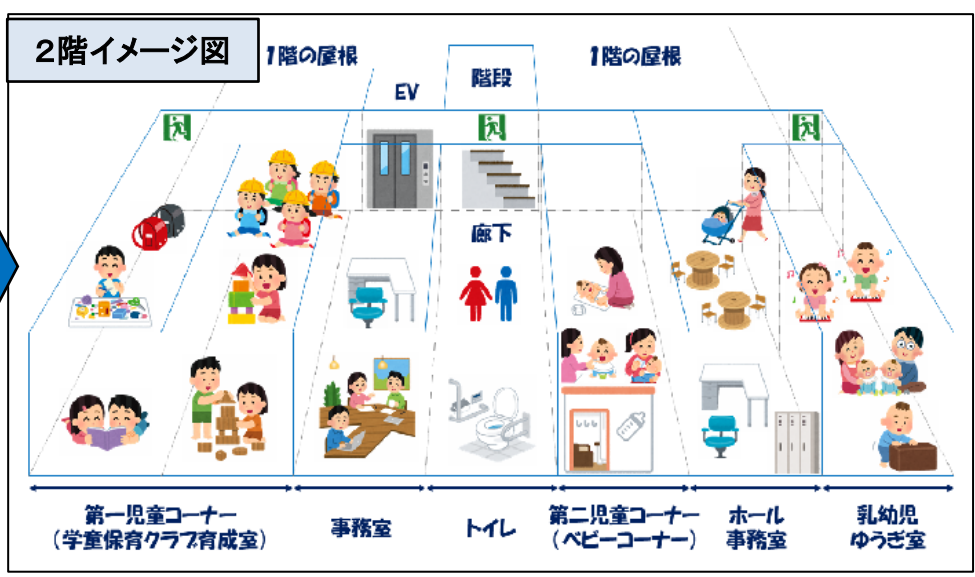 ２階イメージ図
1階の屋根
EV
階段
1階の屋根
廊下
第一児童コーナー
（学童保育クラブ育成室）
事務室
トイレ
第二児童コーナー
（ベビーコーナー）
ホール
事務室
乳幼児
ゆうぎ室